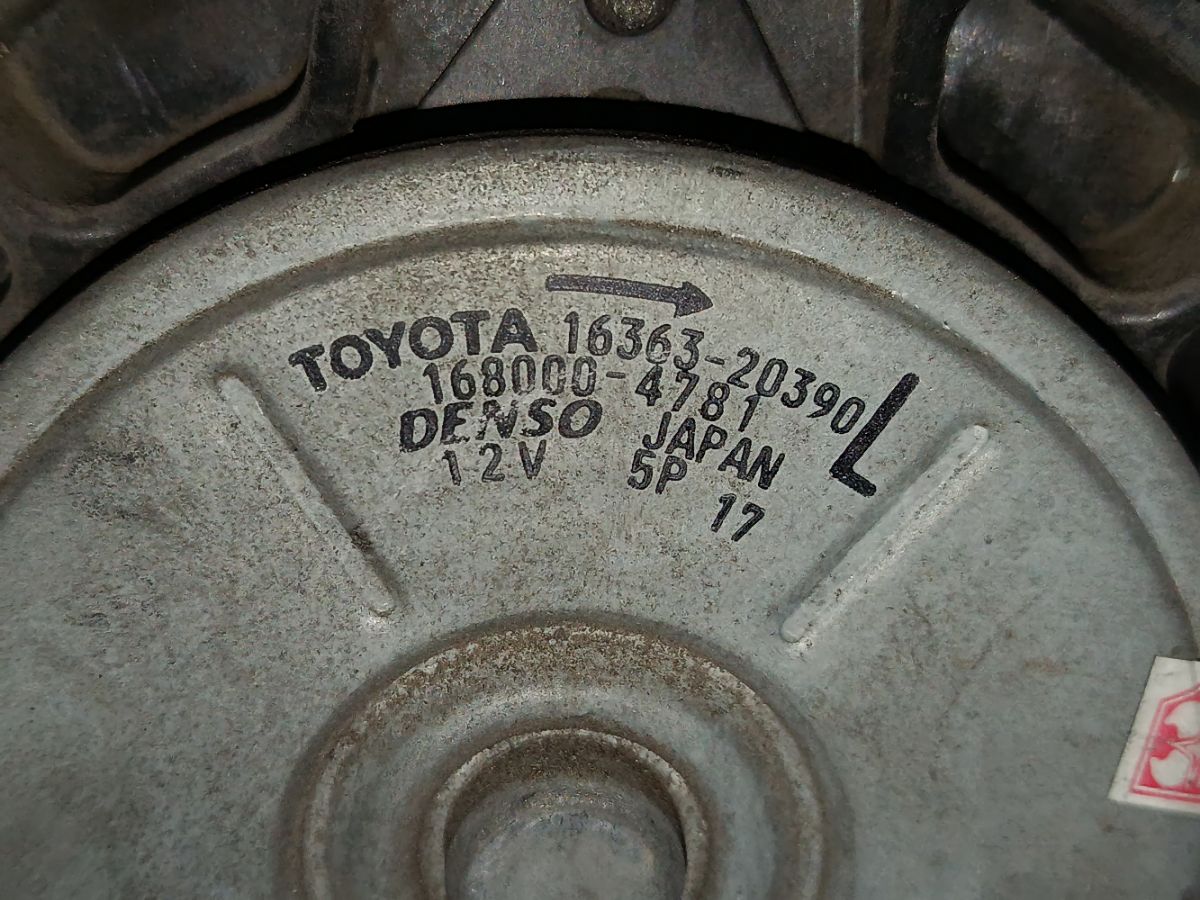 TOYOTA 16363-20390 L
168000-4781
DENSO JAPAN
12V 5P 17